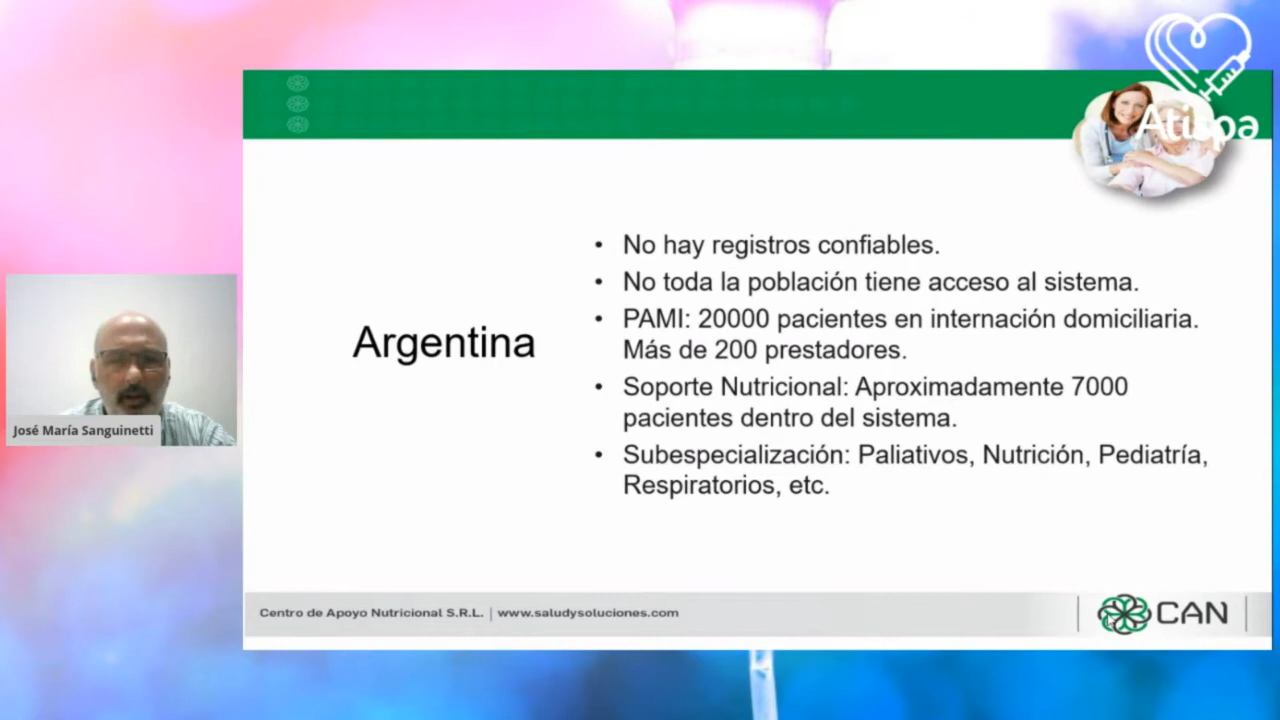 Atispa
Argentina
• No hay registros confiables.
• No toda la población tiene acceso al sistema.
• PAMI: 20000 pacientes en internación domiciliaria.
Más de 200 prestadores.
• Soporte Nutricional: Aproximadamente 7000
pacientes dentro del sistema.
• Subespecialización: Paliativos, Nutrición, Pediatría,
Respiratorios, etc.
José María Sanguinetti
Centro de Apoyo Nutricional S.R.L. | www.saludysoluciones.com
CAN